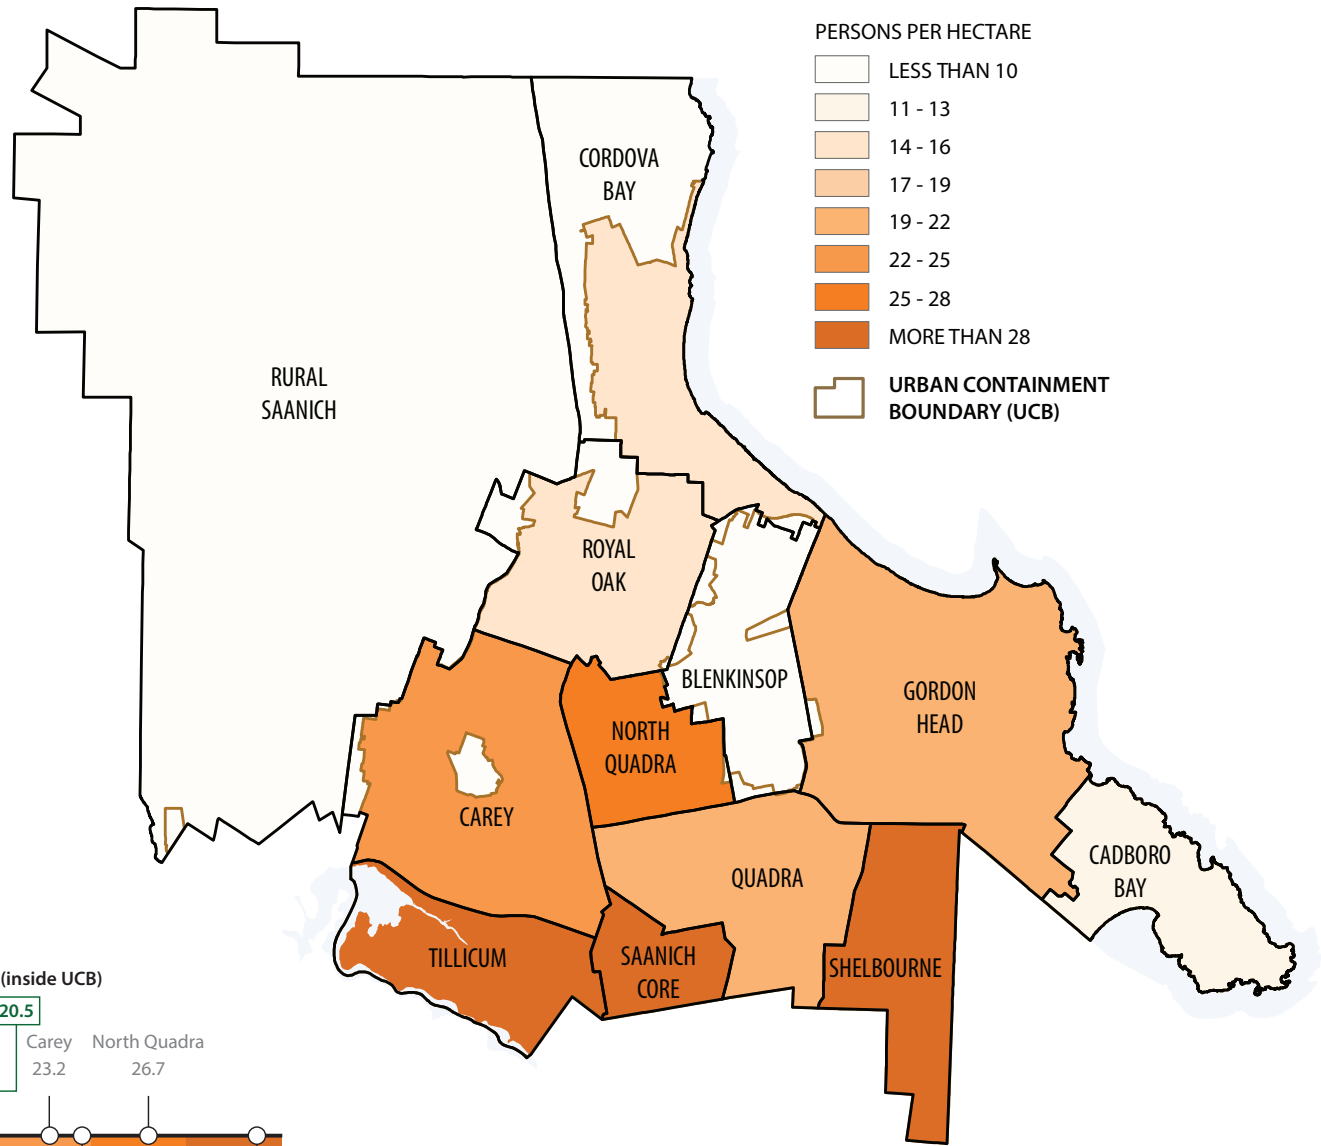 PERSONS PER HECTARE
LESS THAN 10
11 - 13
14 - 16
17 - 19
19 - 22
22 - 25
25 - 28
MORE THAN 28
URBAN CONTAINMENT
BOUNDARY (UCB)
CORDOVA
BAY
RURAL
SAANICH
ROYAL
OAK
BLENKINSOP
GORDON
HEAD
NORTH
QUADRA
CAREY
CADBORO
BAY
QUADRA
TILLICUM
SAANICH
CORE
SHELBOURNE
(inside UCB)
20.5
Carey North Quadra
23.2 26.7